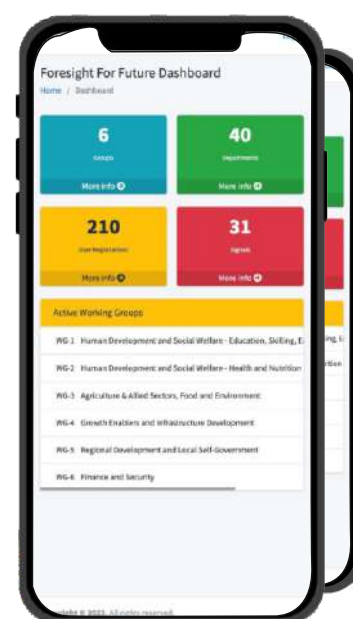 Foresight For Future Dashboard
Home / Dashboard
6
Groups
More info
40
Departments
More info
210
User Registrations
More info
31
Signals
More info
Active Working Groups
WG-1 Human Development and Social Welfare - Education, Skilling, E
WG-2 Human Development and Social Welfare - Health and Nutrition
WG-3 Agriculture & Allied Sectors, Food and Environment
WG-4 Growth Enablers and Infrastructure Development
WG-5 Regional Development and Local Self-Government
WG-6 Finance and Security
© 2023. All rights reserved.